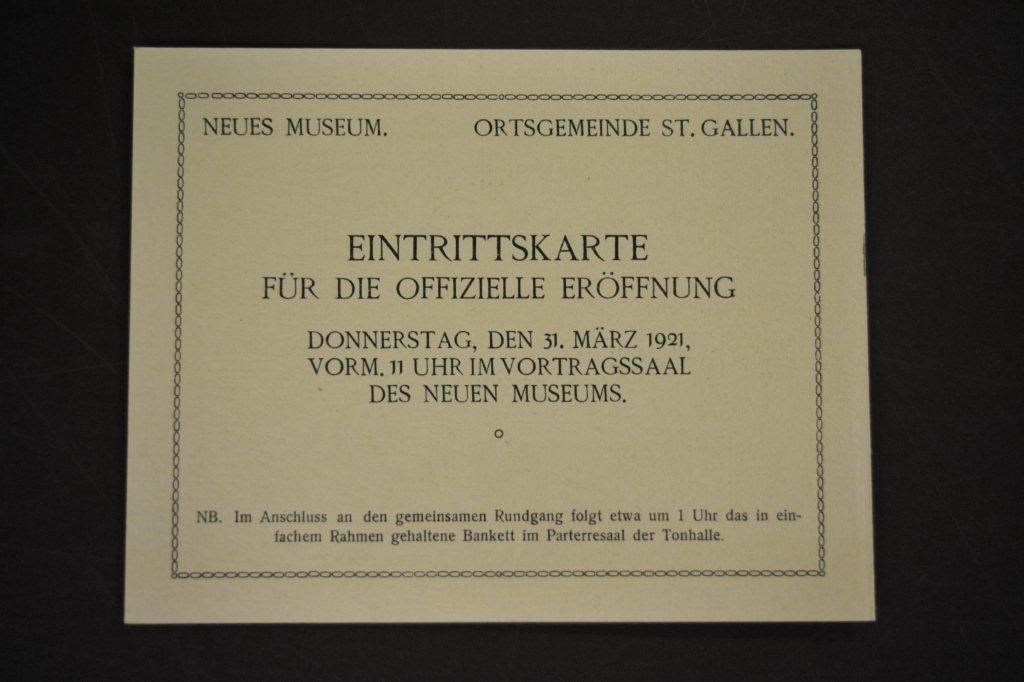 NEUES MUSEUM. ORTSGEMEINDE ST. GALLEN.
EINTRITTSKARTE
FÜR DIE OFFIZIELLE ERÖFFNUNG
DONNERSTAG, DEN 31. MÄRZ 1921,
VORM. 11 UHR IM VORTRAGSSAAL
DES NEUEN MUSEUMS.
NB. Im Anschluss an den gemeinsamen Rundgang folgt etwa um 1 Uhr das in ein-
fachem Rahmen gehaltene Bankett im Parterresaal der Tonhalle.